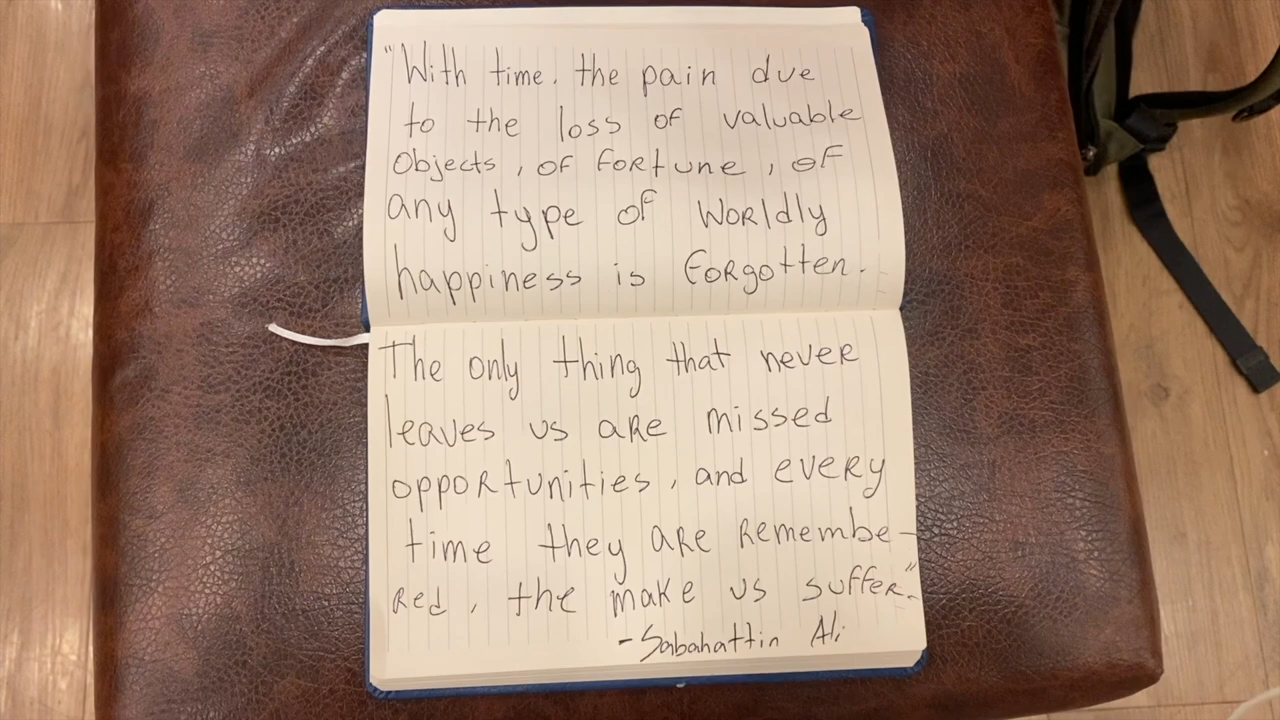 "With time. the pain due
to the loss of valuable
objects, of fortune, of
any type of worldly
happiness is forgotten.
The only thing that never
leaves us are missed
opportunities, and every
time they are remembe-
red, the make us suffer."
-Sabahattin Ali